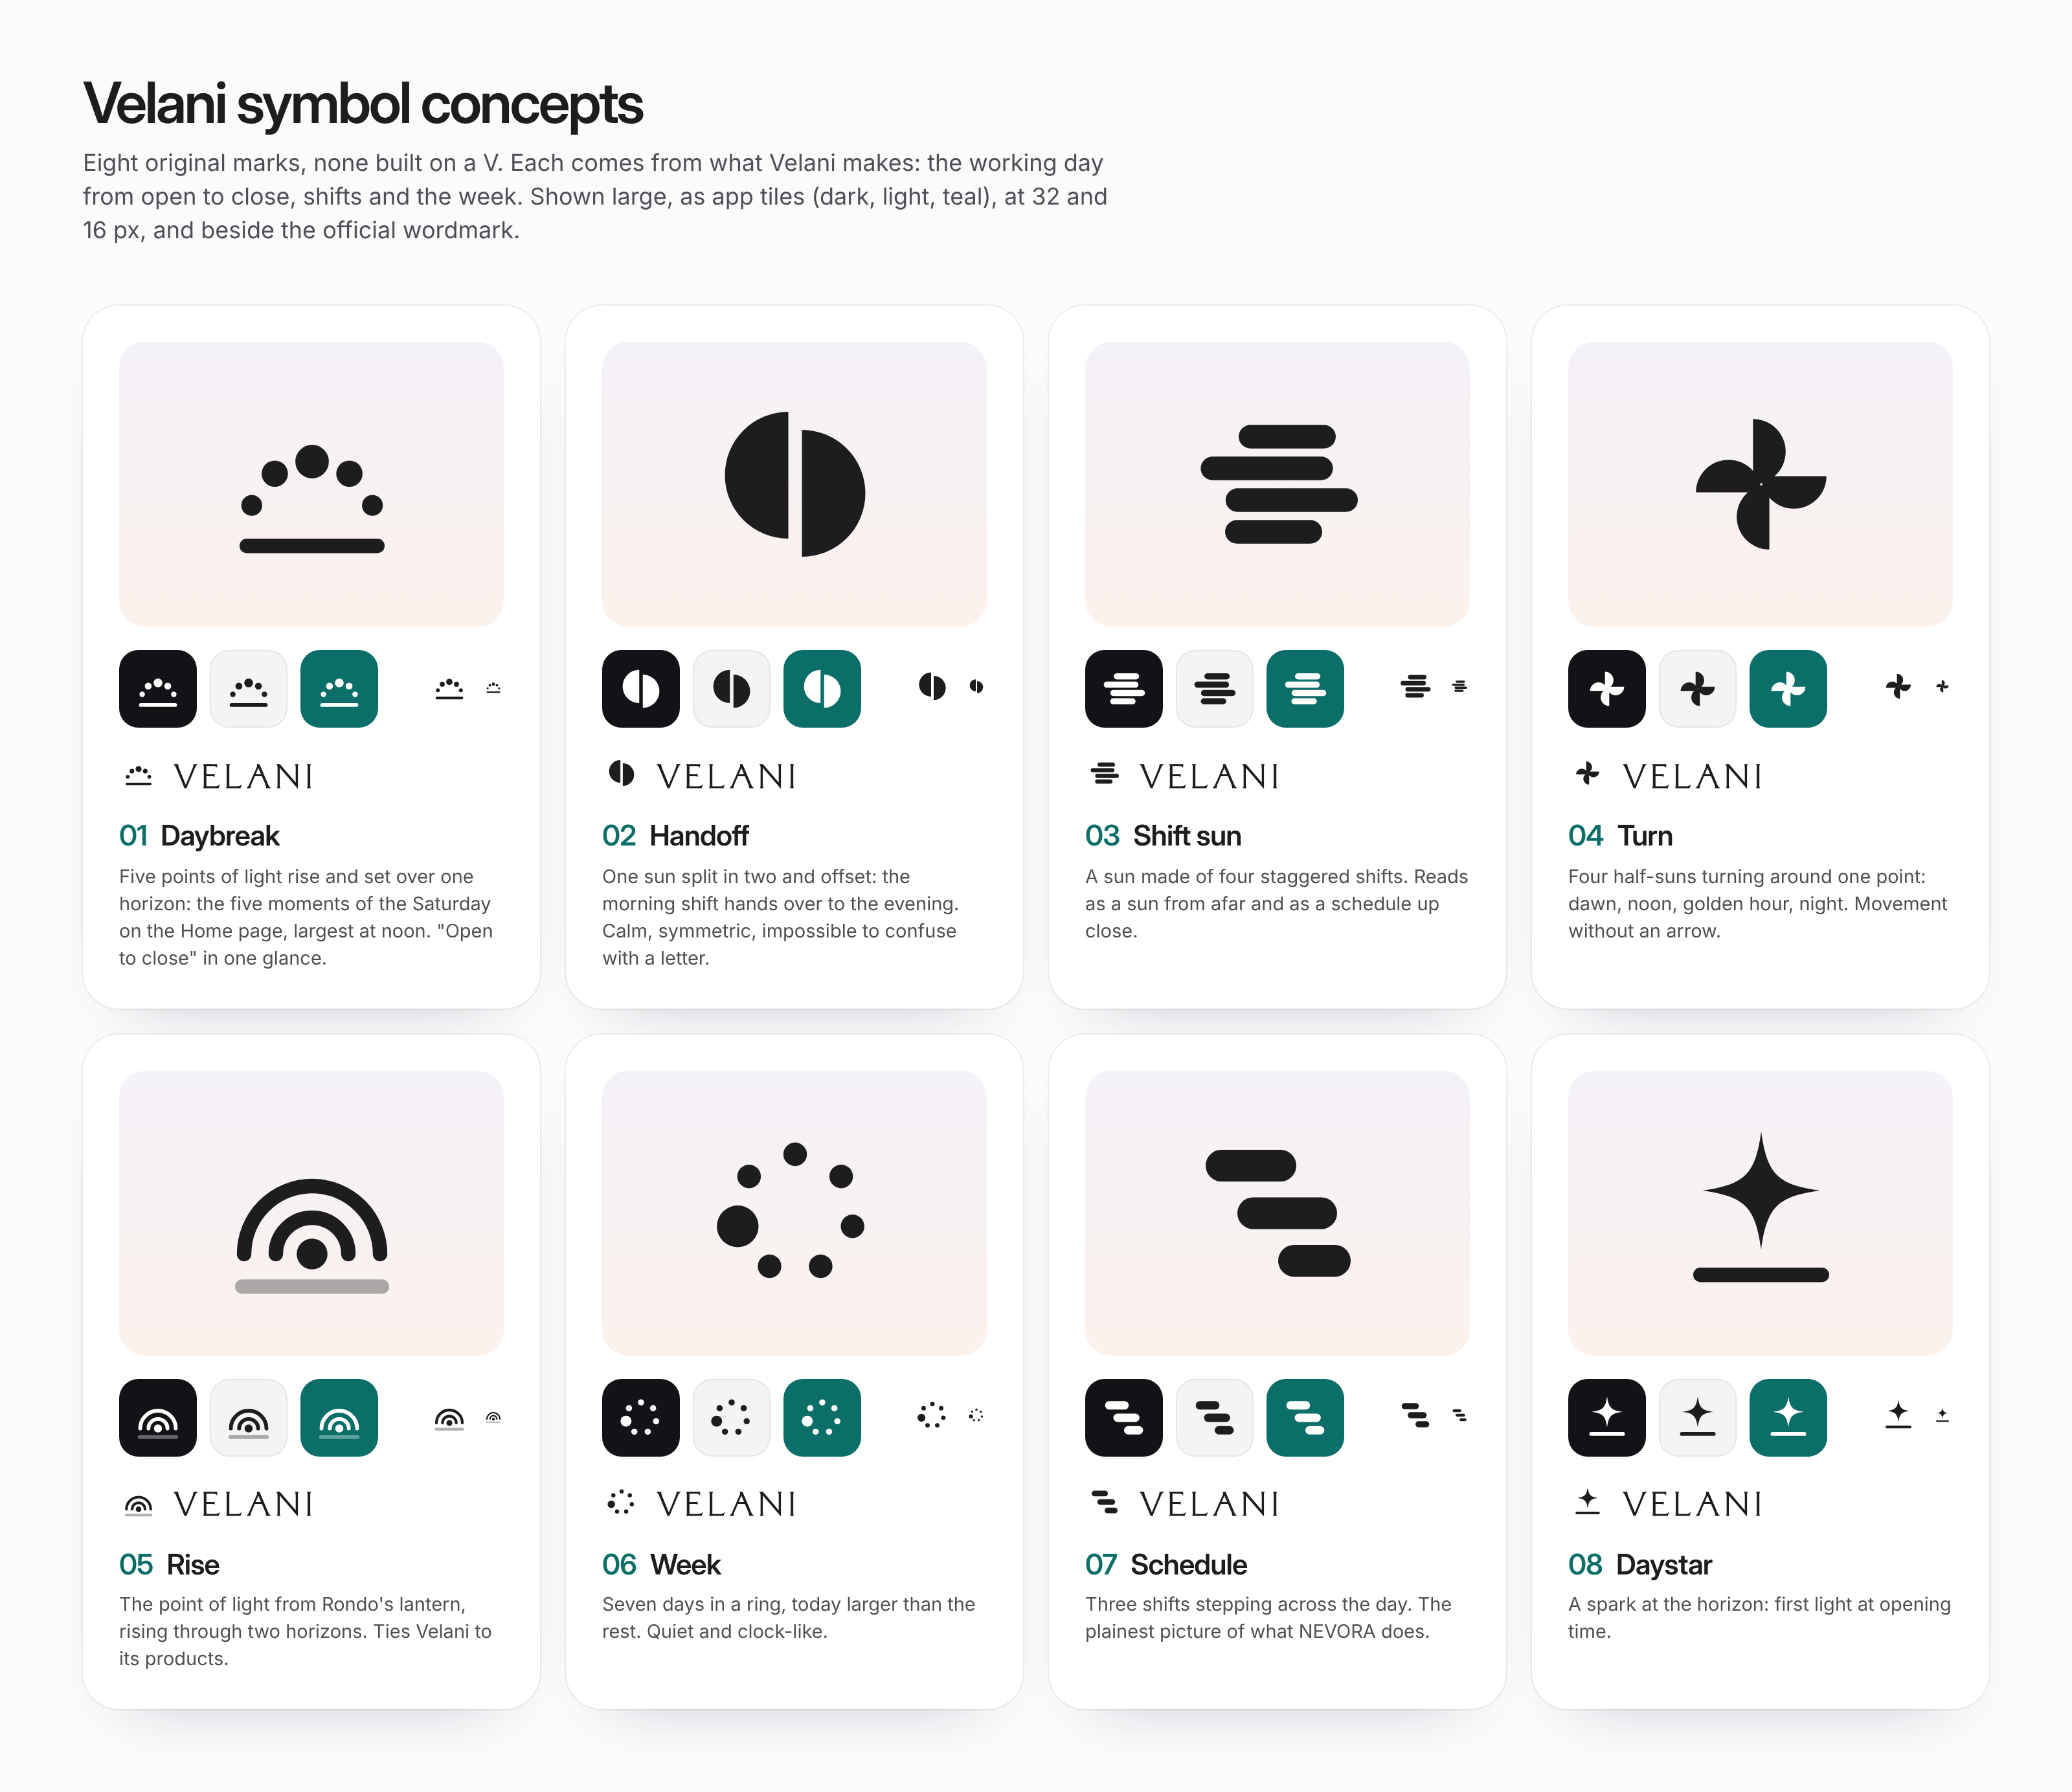 Velani symbol concepts
Eight original marks, none built on a V. Each comes from what Velani makes: the working day
from open to close, shifts and the week. Shown large, as app tiles (dark, light, teal), at 32 and
16 px, and beside the official wordmark.
VELANI
01 Daybreak
Five points of light rise and set over one
horizon: the five moments of the Saturday
on the Home page, largest at noon. "Open
to close" in one glance.
VELANI
02 Handoff
One sun split in two and offset: the
morning shift hands over to the evening.
Calm, symmetric, impossible to confuse
with a letter.
VELANI
03 Shift sun
A sun made of four staggered shifts. Reads
as a sun from afar and as a schedule up
close.
VELANI
04 Turn
Four half-suns turning around one point:
dawn, noon, golden hour, night. Movement
without an arrow.
VELANI
05 Rise
The point of light from Rondo's lantern,
rising through two horizons. Ties Velani to
its products.
VELANI
06 Week
Seven days in a ring, today larger than the
rest. Quiet and clock-like.
VELANI
07 Schedule
Three shifts stepping across the day. The
plainest picture of what NEVORA does.
VELANI
08 Daystar
A spark at the horizon: first light at opening
time.